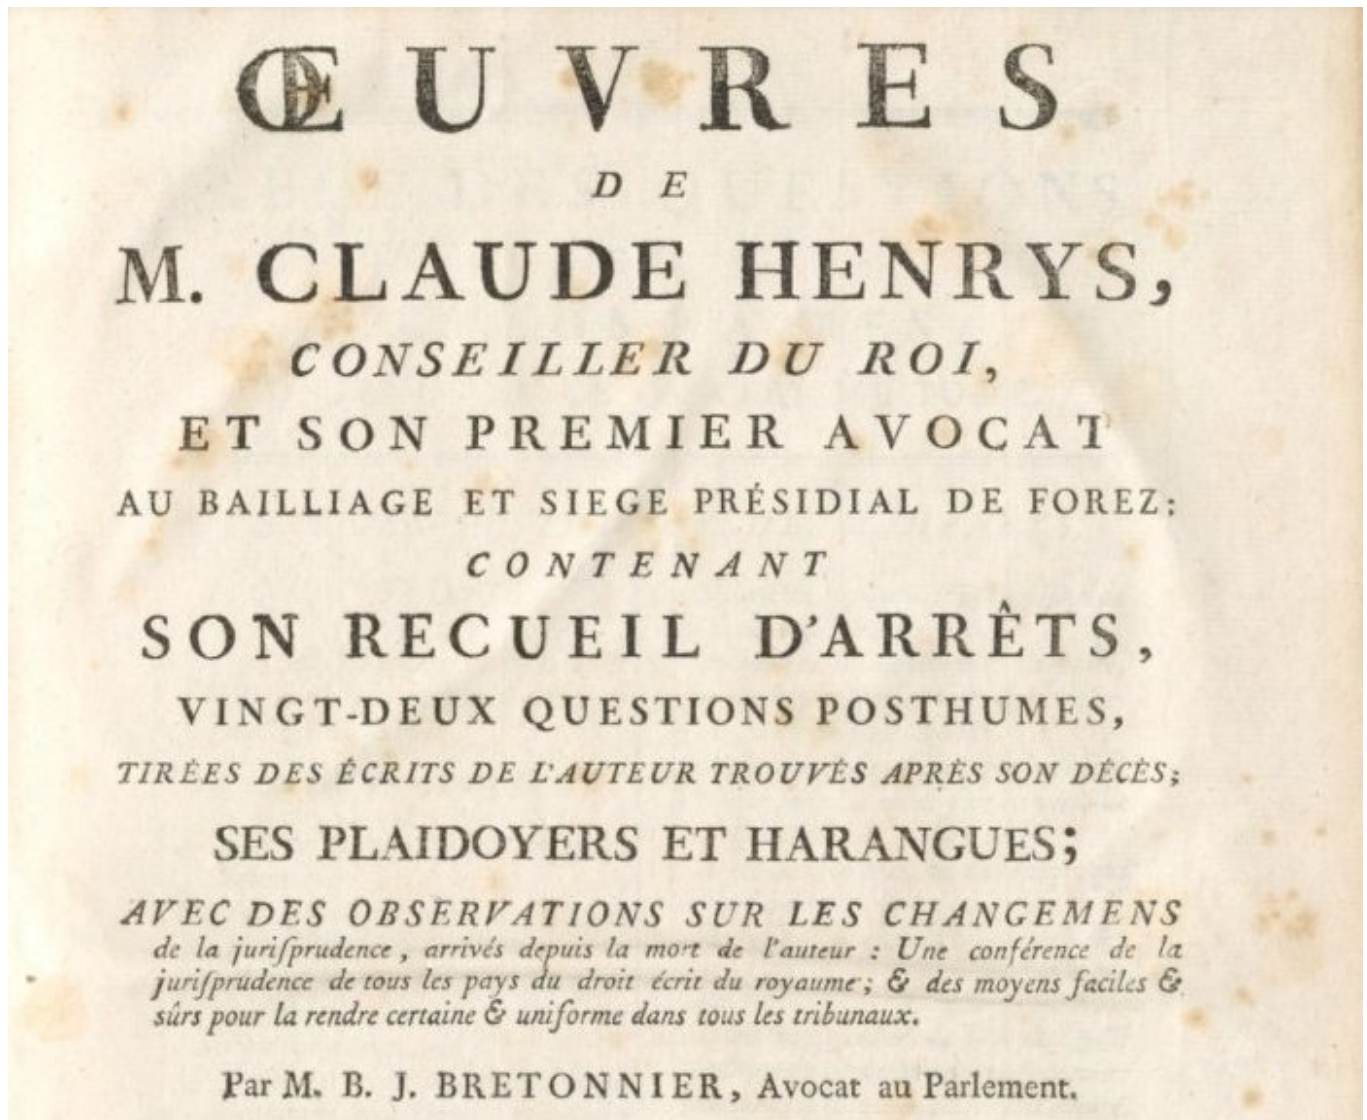 ŒUVRES
DE
M. CLAUDE HENRYS,
CONSEILLER DU ROI,
ET SON PREMIER AVOCAT
AU BAILLIAGE ET SIEGE PRÉSIDIAL DE FOREZ:
CONTENANT
SON RECUEIL D'ARRÊTS,
VINGT-DEUX QUESTIONS POSTHUMES,
TIRÉES DES ÉCRITS DE L'AUTEUR TROUVÉS APRÈS SON DÉCÈS;
SES PLAIDOYERS ET HARANGUES;
AVEC DES OBSERVATIONS SUR LES CHANGEMENS
de la juriſprudence, arrivés depuis la mort de l'auteur : Une conférence de la
juriſprudence de tous les pays du droit écrit du royaume; & des moyens faciles &
sûrs pour la rendre certaine & uniforme dans tous les tribunaux.
Par M. B. J. BRETONNIER, Avocat au Parlement.